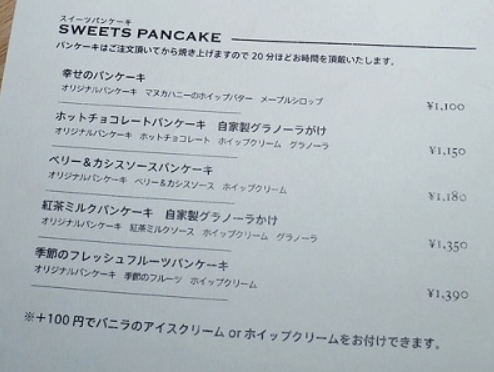 スイーツパンケーキ
SWEETS PANCAKE
パンケーキはご注文頂いてから焼き上げますので20分ほどお時間を頂戴いたします。
幸せのパンケーキ
オリジナルパンケーキ マヌカハニーのホイップバター メープルシロップ ¥1,100
ホットチョコレートパンケーキ 自家製グラノーラがけ
オリジナルパンケーキ ホットチョコレート ホイップクリーム グラノーラ ¥1,150
ベリー&カシスソースパンケーキ
オリジナルパンケーキ ベリー&カシスソース ホイップクリーム ¥1,180
紅茶ミルクパンケーキ 自家製グラノーラかけ
オリジナルパンケーキ 紅茶ミルクソース ホイップクリーム グラノーラ ¥1,350
季節のフレッシュフルーツパンケーキ
オリジナルパンケーキ 季節のフルーツ ホイップクリーム ¥1,390
※+100円でバニラのアイスクリーム or ホイップクリームをお付けできます。